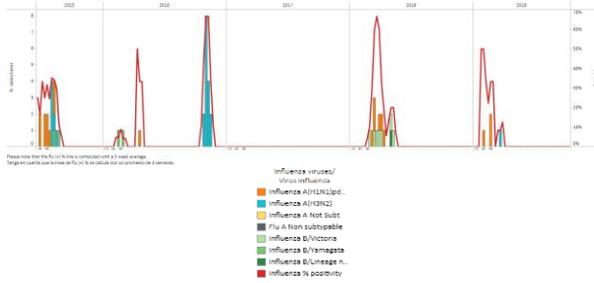 2015 2016 2017 2018 2019
8 70%
7 60%
6 50%
5
4 40%
3 30%
2 20%
1 10%
0 0%
Please note that the Flu (+) % line is computed with a 3 week average.
Tenga en cuenta que la línea de flu (+) % se calcula con un promedio de 3 semanas.
Influenza viruses/
Virus influenza
Influenza A(H1N1)pd..
Influenza A(H3N2)
Influenza A Not Subt
Flu A Non subtypable
Influenza B/Victoria
Influenza B/Yamagata
Influenza B/Lineage n..
Influenza % positivity